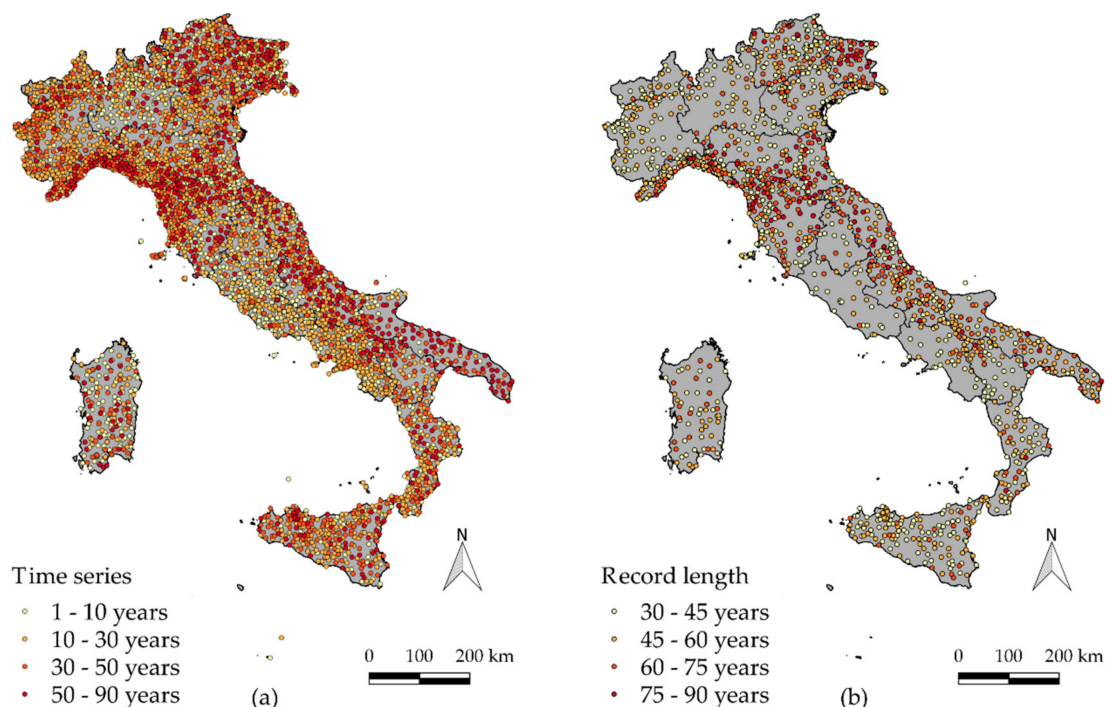 N
Time series
1 - 10 years
10 - 30 years
30 - 50 years
50 - 90 years
0 100 200 km
(a)
N
Record length
30 - 45 years
45 - 60 years
60 - 75 years
75 - 90 years
0 100 200 km
(b)